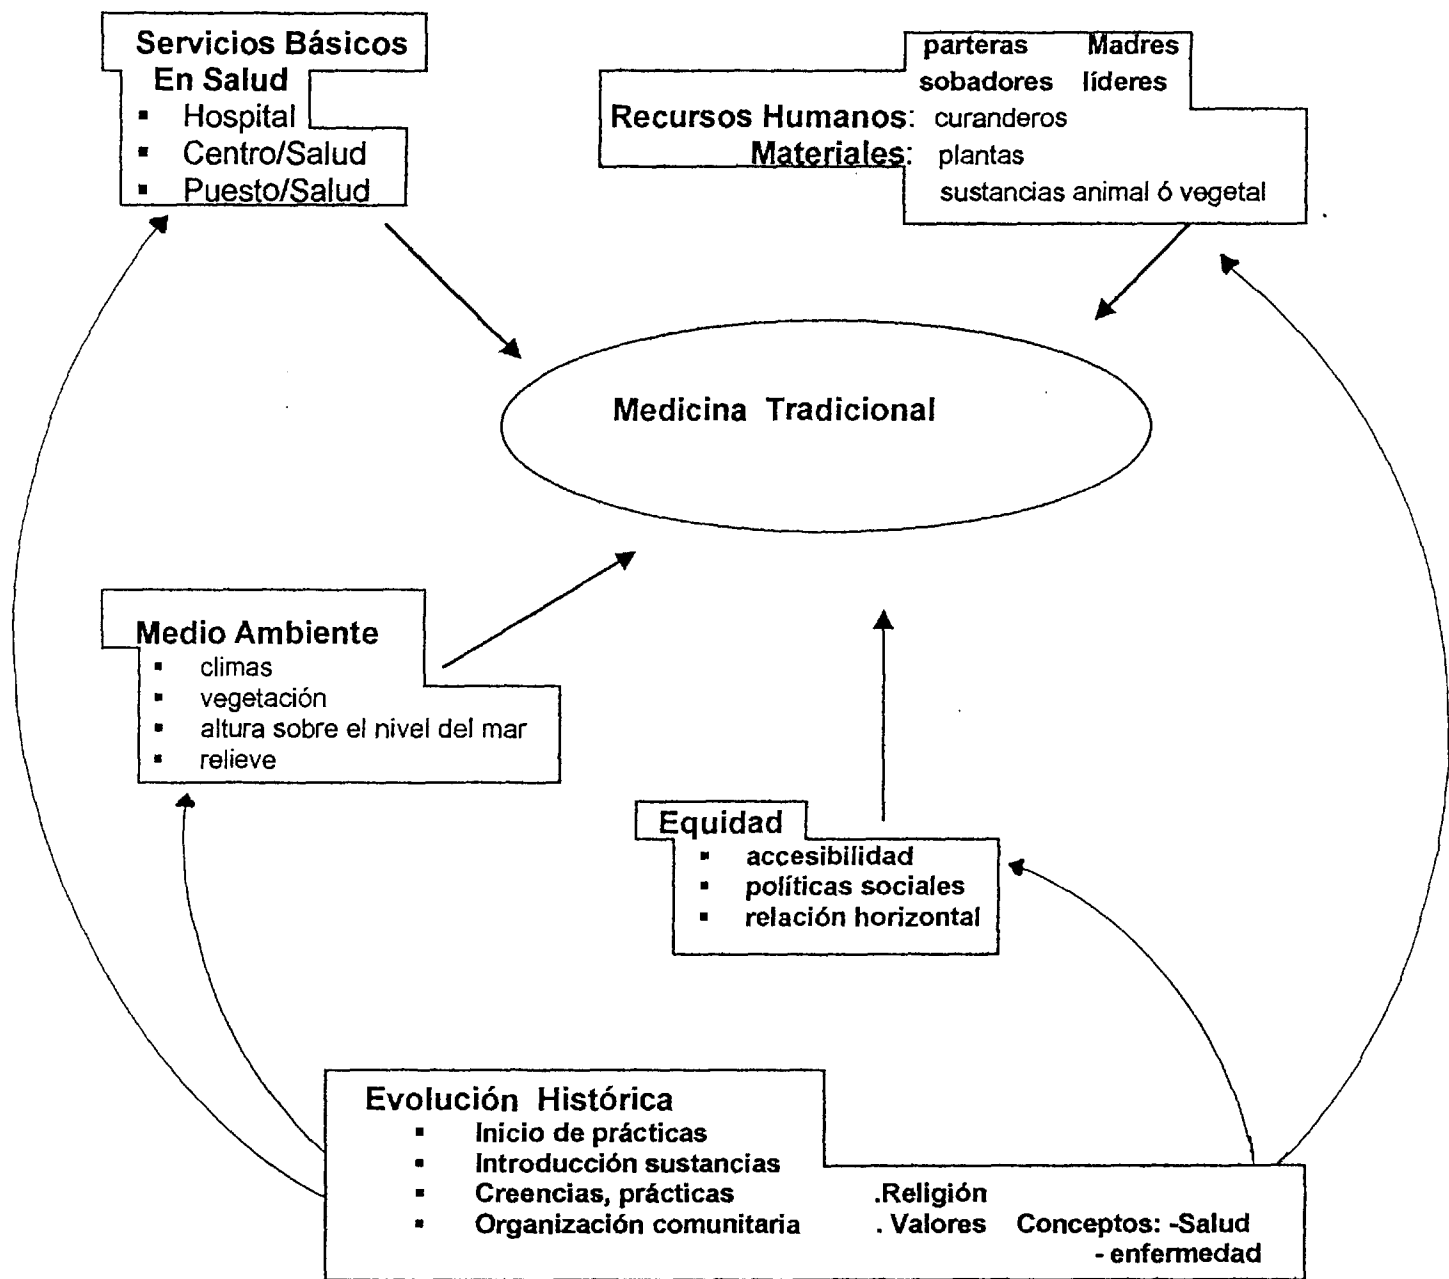 Servicios Básicos
En Salud
▪ Hospital
▪ Centro/Salud
▪ Puesto/Salud
parteras Madres
sobadores líderes
Recursos Humanos: curanderos
Materiales: plantas
sustancias animal ó vegetal
Medicina Tradicional
Medio Ambiente
▪ climas
▪ vegetación
▪ altura sobre el nivel del mar
▪ relieve
Equidad
▪ accesibilidad
▪ políticas sociales
▪ relación horizontal
Evolución Histórica
▪ Inicio de prácticas
▪ Introducción sustancias
▪ Creencias, prácticas .Religión
▪ Organización comunitaria . Valores Conceptos: -Salud
- enfermedad